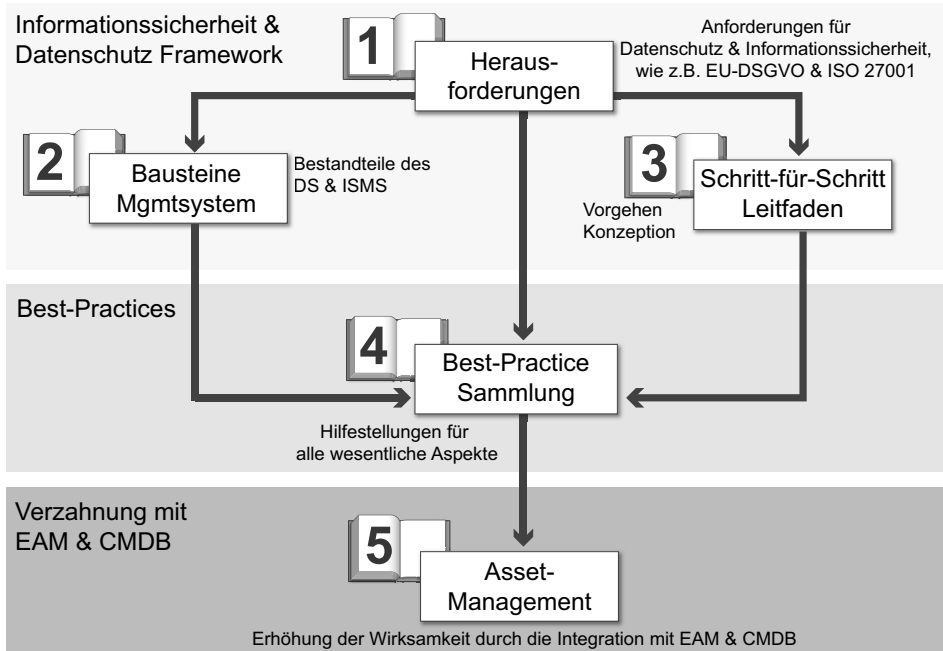 Informationssicherheit &
Datenschutz Framework
1
Heraus-
forderungen
Anforderungen für
Datenschutz & Informationssicherheit,
wie z.B. EU-DSGVO & ISO 27001
2
Bausteine
Mgmtsystem
Bestandteile des
DS & ISMS
3
Schritt-für-Schritt
Leitfaden
Vorgehen
Konzeption
Best-Practices
4
Best-Practice
Sammlung
Hilfestellungen für
alle wesentliche Aspekte
Verzahnung mit
EAM & CMDB
5
Asset-
Management
Erhöhung der Wirksamkeit durch die Integration mit EAM & CMDB